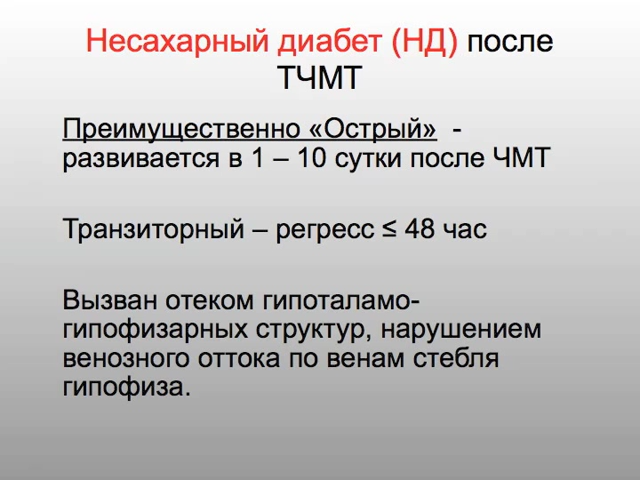 Несахарный диабет (НД) после
ТЧМТ
Преимущественно «Острый»  -
развивается в 1 – 10 сутки после ЧМТ
Транзиторный – регресс ≤ 48 час
Вызван отеком гипоталамо-
гипофизарных структур, нарушением
венозного оттока по венам стебля
гипофиза.